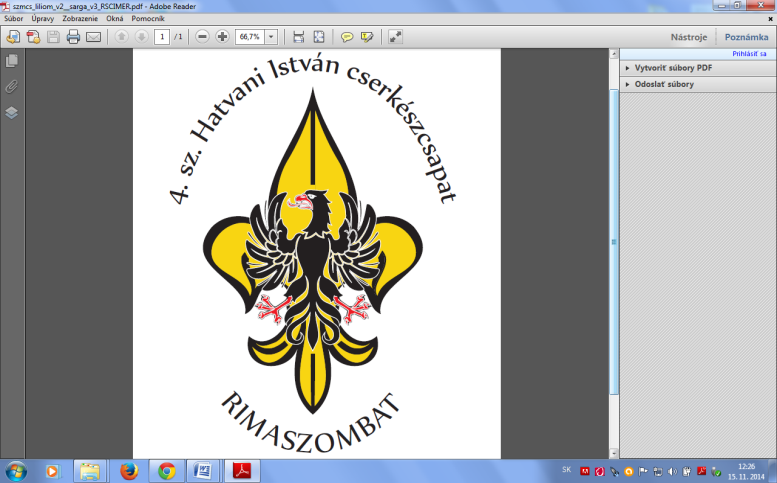 szmcs_liliom_v2__sarga_v3_RSCIMER.pdf - Adobe Reader
Súbor Úpravy Zobrazenie Okná Pomocník
1 / 1 66,7% Nástroje Poznámka
Prihlásiť sa
Vytvoriť súbory PDF
Odoslať súbory
4. sz. Hatvani István cserkészcsapat
RIMASZOMBAT
SK 12:26
15. 11. 2014